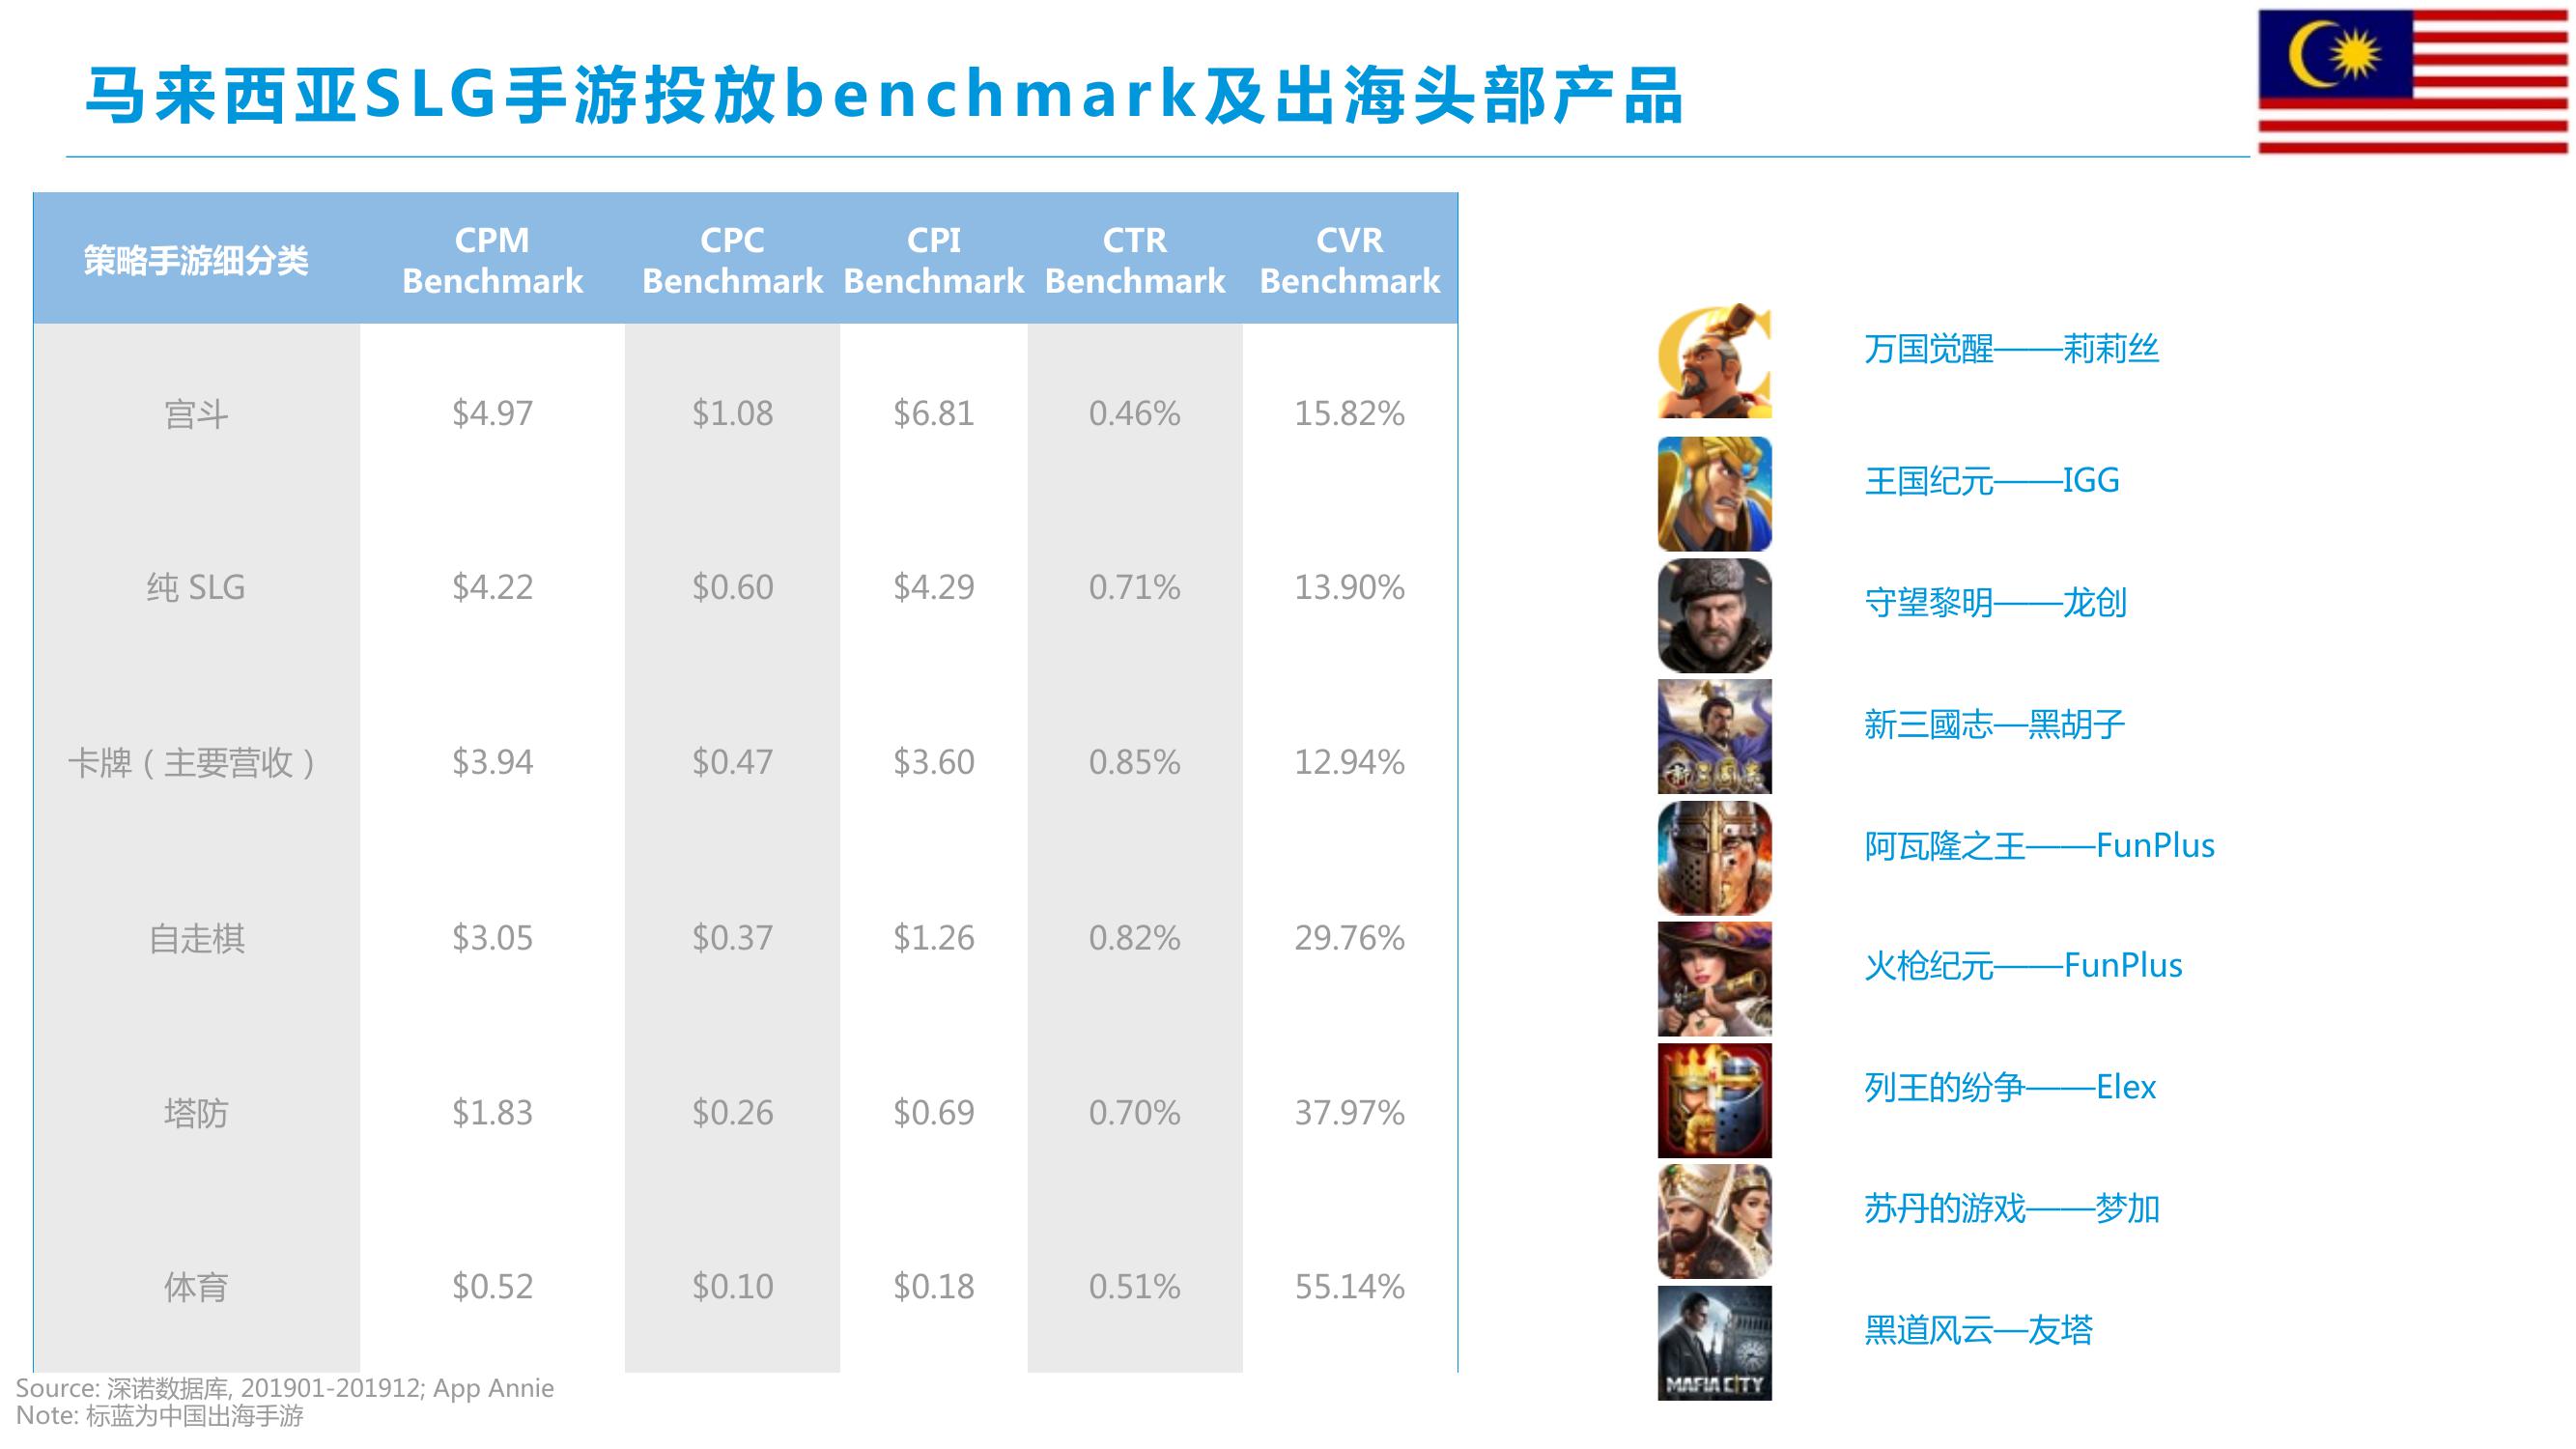 马来西亚SLG手游投放benchmark及出海头部产品
策略手游细分类 CPM Benchmark CPC Benchmark CPI Benchmark CTR Benchmark CVR Benchmark
宫斗 $4.97 $1.08 $6.81 0.46% 15.82%
纯 SLG $4.22 $0.60 $4.29 0.71% 13.90%
卡牌（主要营收） $3.94 $0.47 $3.60 0.85% 12.94%
自走棋 $3.05 $0.37 $1.26 0.82% 29.76%
塔防 $1.83 $0.26 $0.69 0.70% 37.97%
体育 $0.52 $0.10 $0.18 0.51% 55.14%
万国觉醒——莉莉丝
王国纪元——IGG
守望黎明——龙创
新三國志—黑胡子
新三国志
阿瓦隆之王——FunPlus
火枪纪元——FunPlus
列王的纷争——Elex
苏丹的游戏——梦加
黑道风云—友塔
MAFIA CITY
Source: 深诺数据库, 201901-201912; App Annie
Note: 标蓝为中国出海手游